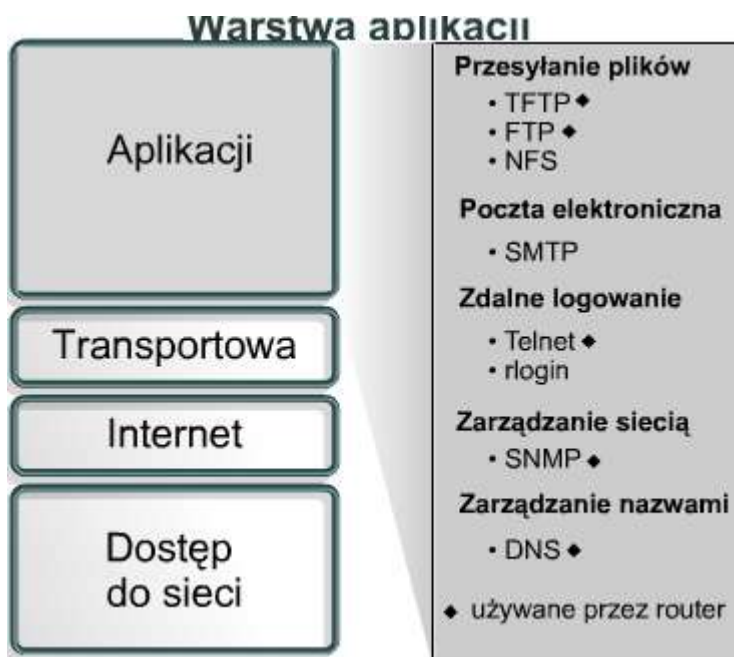 Warstwa aplikacji
Aplikacji
Transportowa
Internet
Dostęp
do sieci
Przesyłanie plików
• TFTP ◆
• FTP ◆
• NFS
Poczta elektroniczna
• SMTP
Zdalne logowanie
• Telnet ◆
• rlogin
Zarządzanie siecią
• SNMP ◆
Zarządzanie nazwami
• DNS ◆
◆ używane przez router